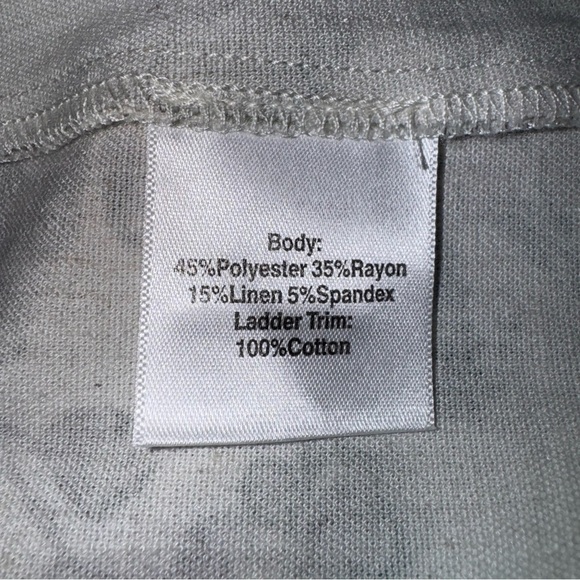 Body:
45%Polyester 35%Rayon
15%Linen 5%Spandex
Ladder Trim:
100%Cotton